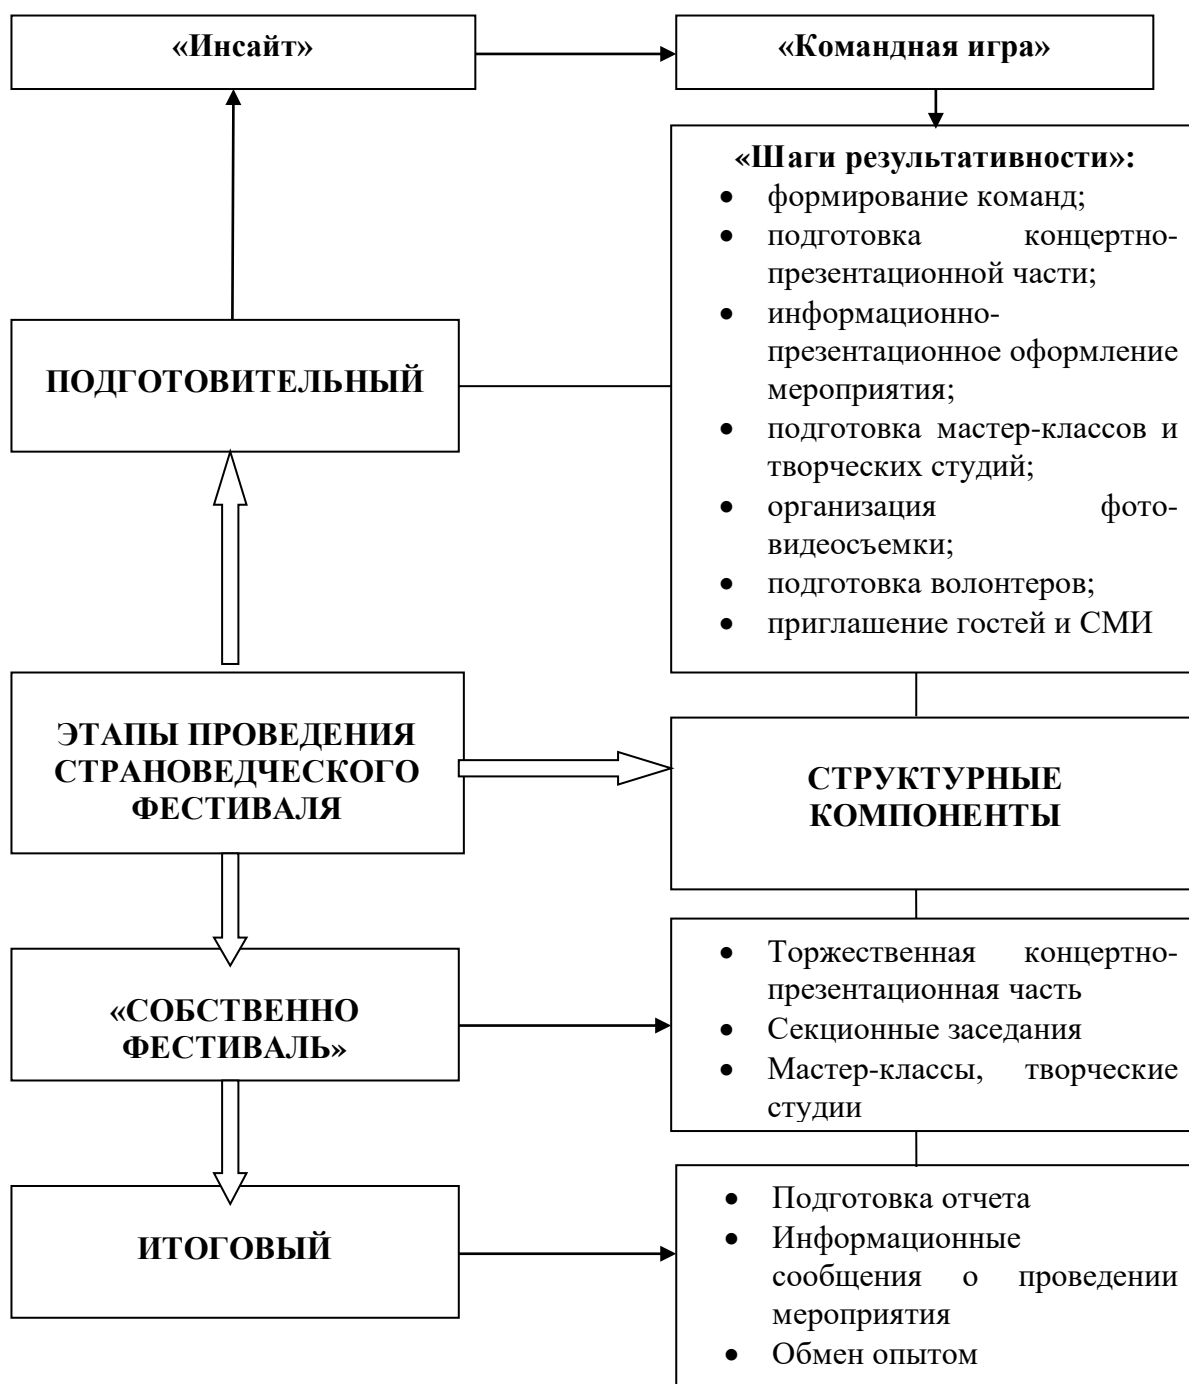 «Инсайт»
«Командная игра»
«Шаги результативности»:
• формирование команд;
• подготовка концертно-
презентационной части;
• информационно-
презентационное оформление
мероприятия;
• подготовка мастер-классов и
творческих студий;
• организация фото-
видеосъемки;
• подготовка волонтеров;
• приглашение гостей и СМИ
ПОДГОТОВИТЕЛЬНЫЙ
ЭТАПЫ ПРОВЕДЕНИЯ
СТРАНОВЕДЧЕСКОГО
ФЕСТИВАЛЯ
СТРУКТУРНЫЕ
КОМПОНЕНТЫ
«СОБСТВЕННО
ФЕСТИВАЛЬ»
• Торжественная концертно-
презентационная часть
• Секционные заседания
• Мастер-классы, творческие
студии
ИТОГОВЫЙ
• Подготовка отчета
• Информационные
сообщения о проведении
мероприятия
• Обмен опытом